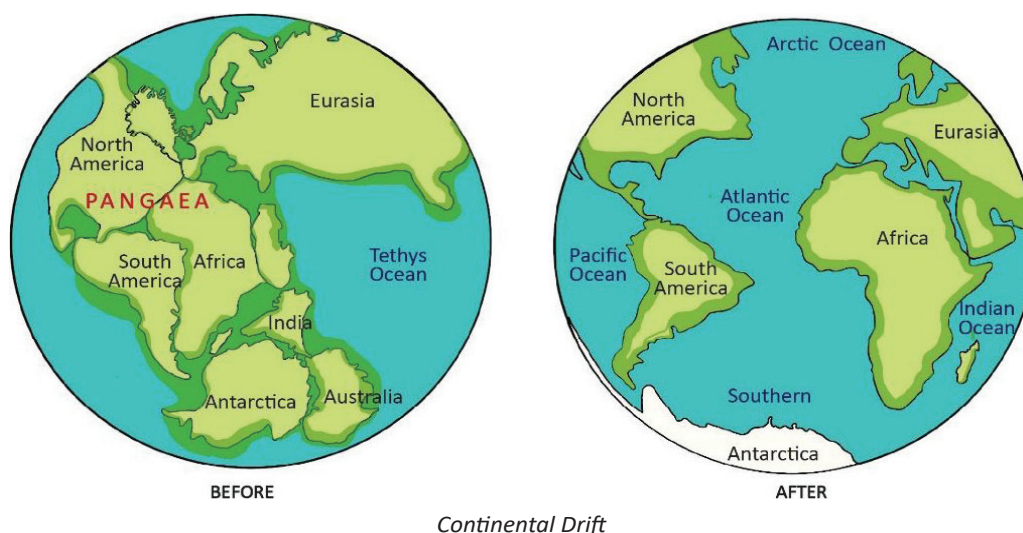 Eurasia
North
America
PANGAEA
Tethys
Ocean
South
America
Africa
India
Antarctica
Australia
BEFORE
Arctic Ocean
North
America
Eurasia
Atlantic
Ocean
Africa
Pacific
Ocean
South
America
Indian
Ocean
Southern
Antarctica
AFTER
Continental Drift